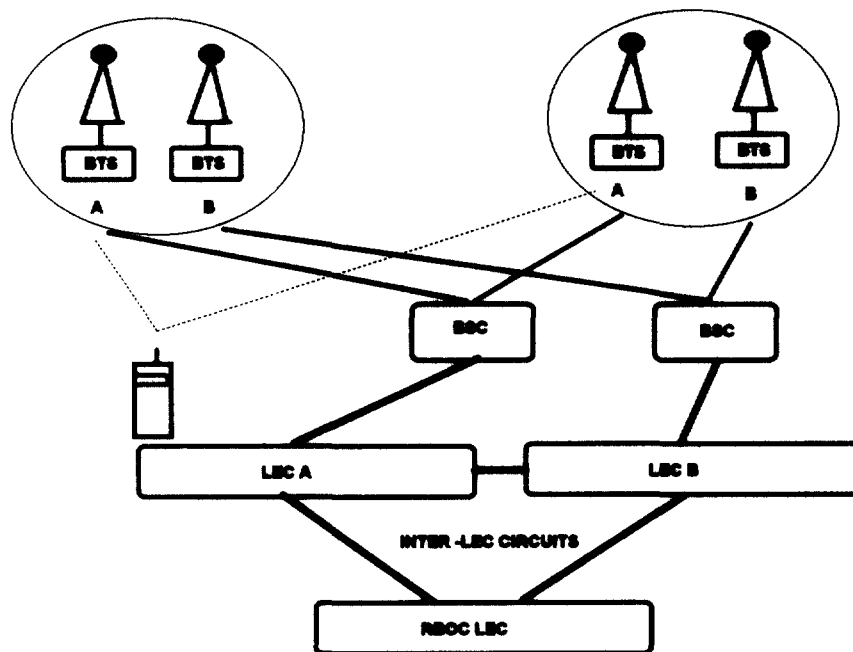 BTS BTS
A B
BTS BTS
A B
BSC BSC
LEC A LEC B
INTER -LEC CIRCUITS
RBOC LEC